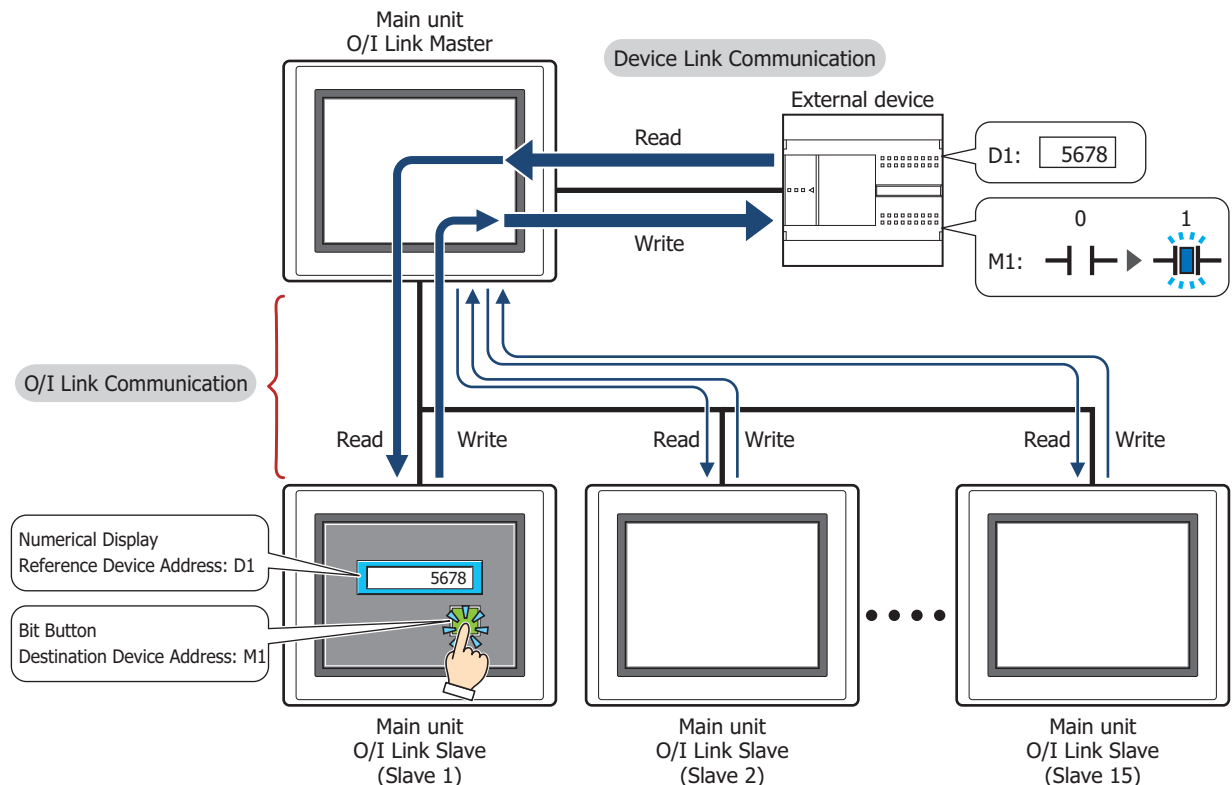 Main unit
O/I Link Master
Device Link Communication
External device
Read
D1: 5678
Write
0 1
M1:
O/I Link Communication
Read Write
Read Write
Read Write
Numerical Display
Reference Device Address: D1
5678
Bit Button
Destination Device Address: M1
Main unit
O/I Link Slave
(Slave 1)
Main unit
O/I Link Slave
(Slave 2)
Main unit
O/I Link Slave
(Slave 15)